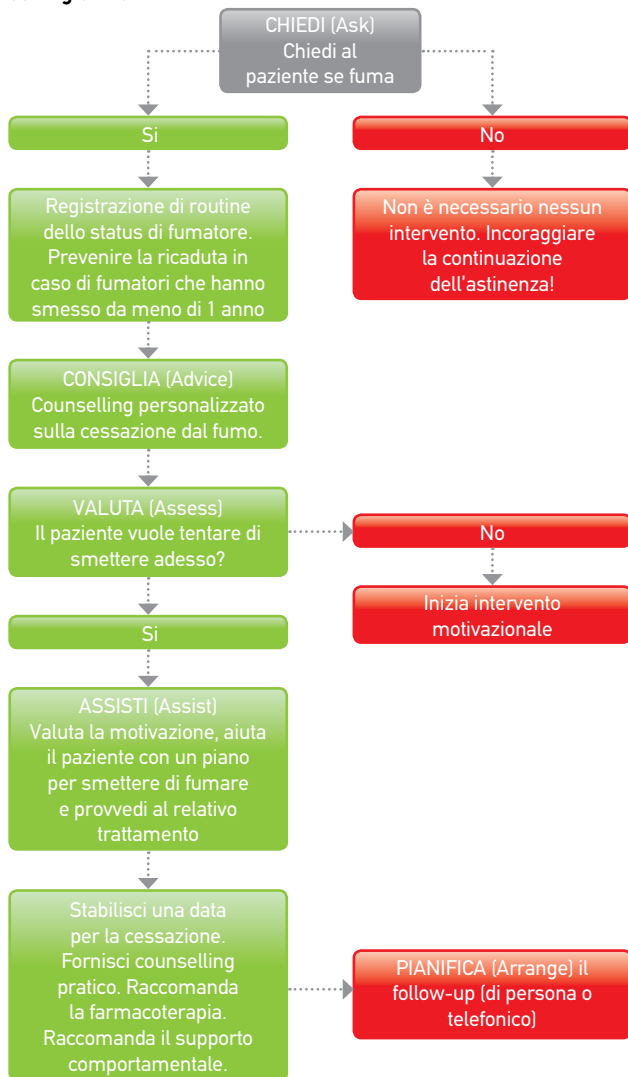 CHIEDI (Ask)
Chiedi al
paziente se fuma
Si
No
Registrazione di routine
dello status di fumatore.
Prevenire la ricaduta in
caso di fumatori che hanno
smesso da meno di 1 anno
Non è necessario nessun
intervento. Incoraggiare
la continuazione
dell'astinenza!
CONSIGLIA (Advice)
Counselling personalizzato
sulla cessazione dal fumo.
VALUTA (Assess)
Il paziente vuole tentare di
smettere adesso?
No
Inizia intervento
motivazionale
Si
ASSISTI (Assist)
Valuta la motivazione, aiuta
il paziente con un piano
per smettere di fumare
e provvedi al relativo
trattamento
Stabilisci una data
per la cessazione.
Fornisci counselling
pratico. Raccomanda
la farmacoterapia.
Raccomanda il supporto
comportamentale.
PIANIFICA (Arrange) il
follow-up (di persona o
telefonico)